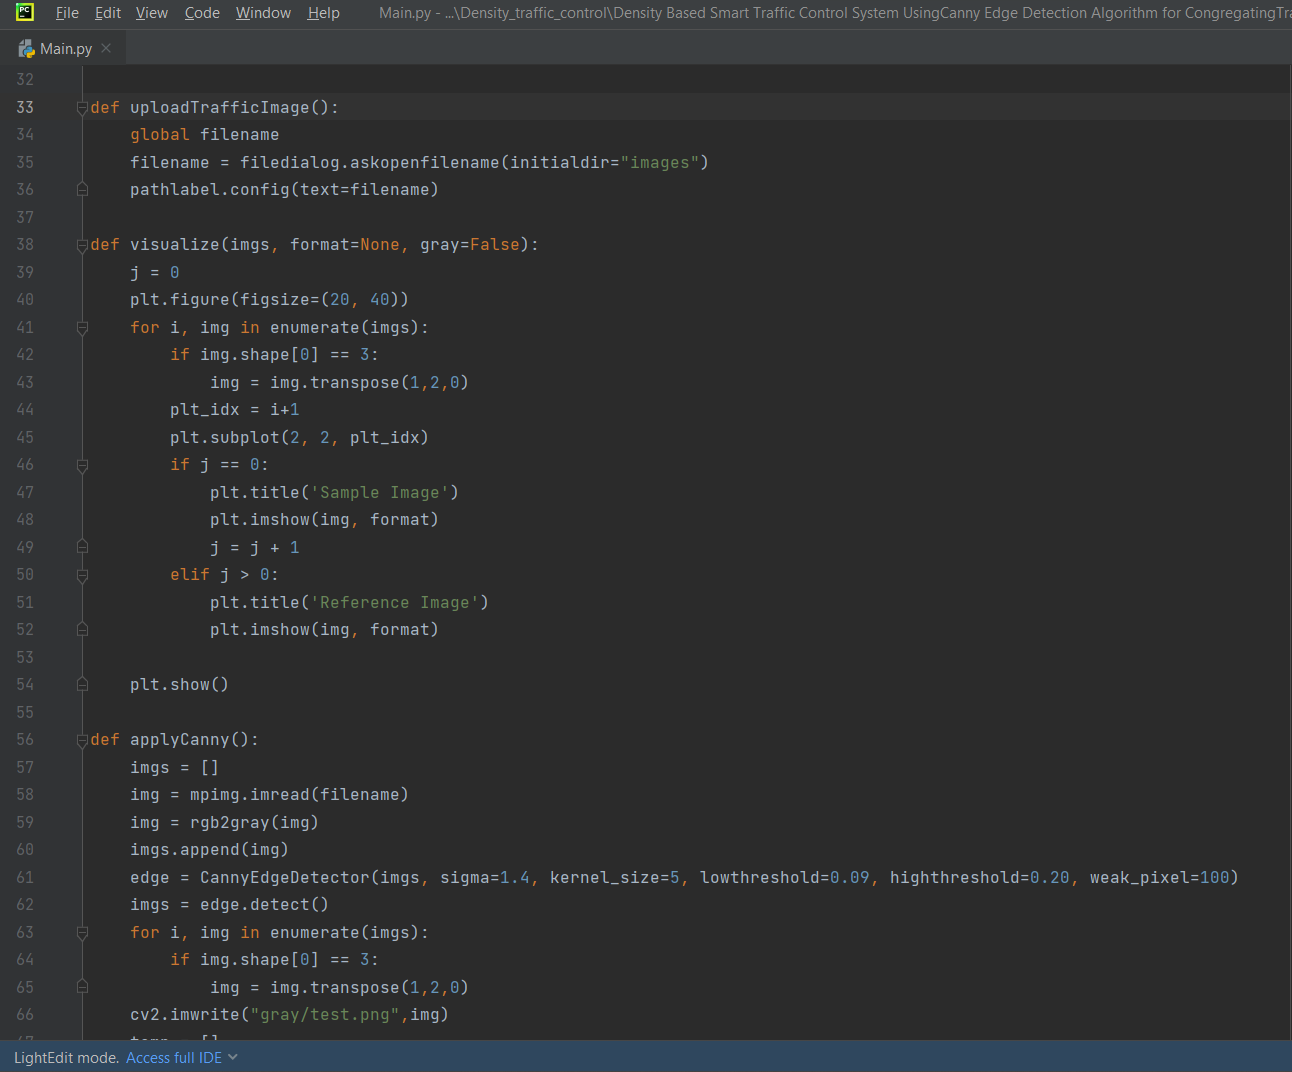 PC File Edit View Code Window Help Main.py - ...\Density_traffic_control\Density Based Smart Traffic Control System UsingCanny Edge Detection Algorithm for CongregatingTra
Main.py
32
33 def uploadTrafficImage():
34     global filename
35     filename = filedialog.askopenfilename(initialdir="images")
36     pathlabel.config(text=filename)
37
38 def visualize(imgs, format=None, gray=False):
39     j = 0
40     plt.figure(figsize=(20, 40))
41     for i, img in enumerate(imgs):
42         if img.shape[0] == 3:
43             img = img.transpose(1,2,0)
44         plt_idx = i+1
45         plt.subplot(2, 2, plt_idx)
46         if j == 0:
47             plt.title('Sample Image')
48             plt.imshow(img, format)
49             j = j + 1
50         elif j > 0:
51             plt.title('Reference Image')
52             plt.imshow(img, format)
53
54     plt.show()
55
56 def applyCanny():
57     imgs = []
58     img = mpimg.imread(filename)
59     img = rgb2gray(img)
60     imgs.append(img)
61     edge = CannyEdgeDetector(imgs, sigma=1.4, kernel_size=5, lowthreshold=0.09, highthreshold=0.20, weak_pixel=100)
62     imgs = edge.detect()
63     for i, img in enumerate(imgs):
64         if img.shape[0] == 3:
65             img = img.transpose(1,2,0)
66     cv2.imwrite("gray/test.png",img)
LightEdit mode. Access full IDE